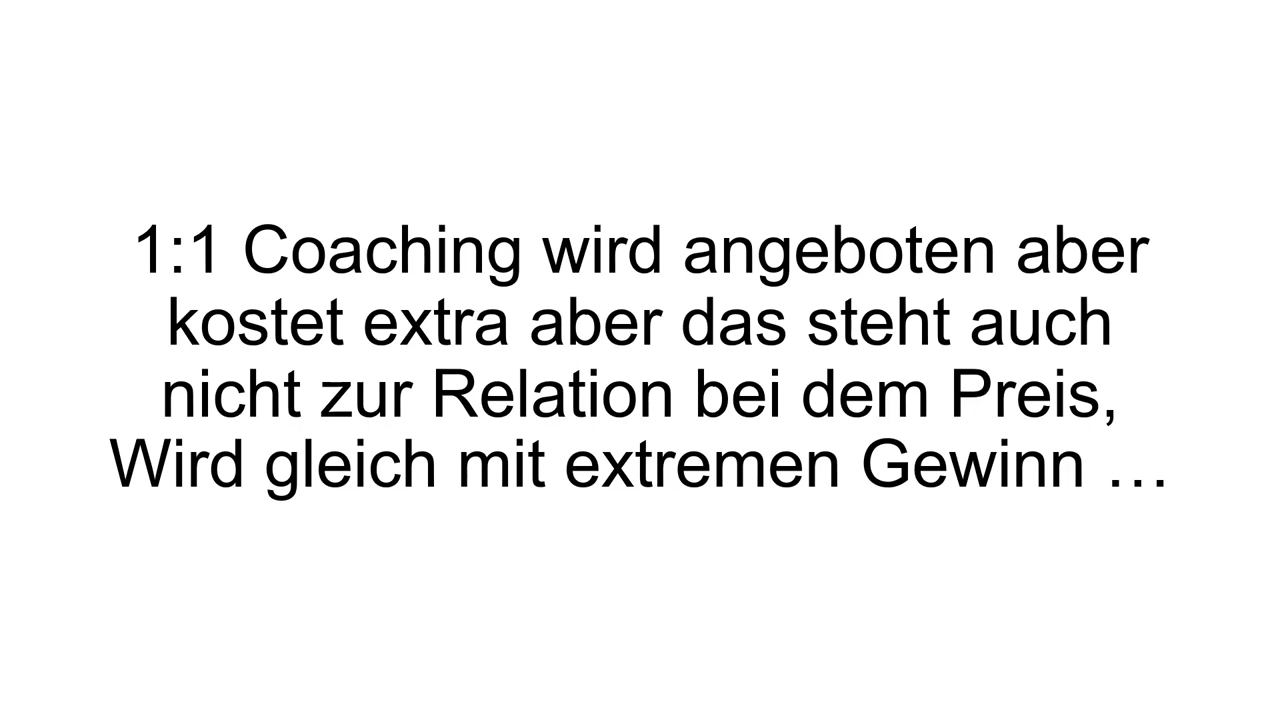 1:1 Coaching wird angeboten aber
kostet extra aber das steht auch
nicht zur Relation bei dem Preis,
Wird gleich mit extremen Gewinn …